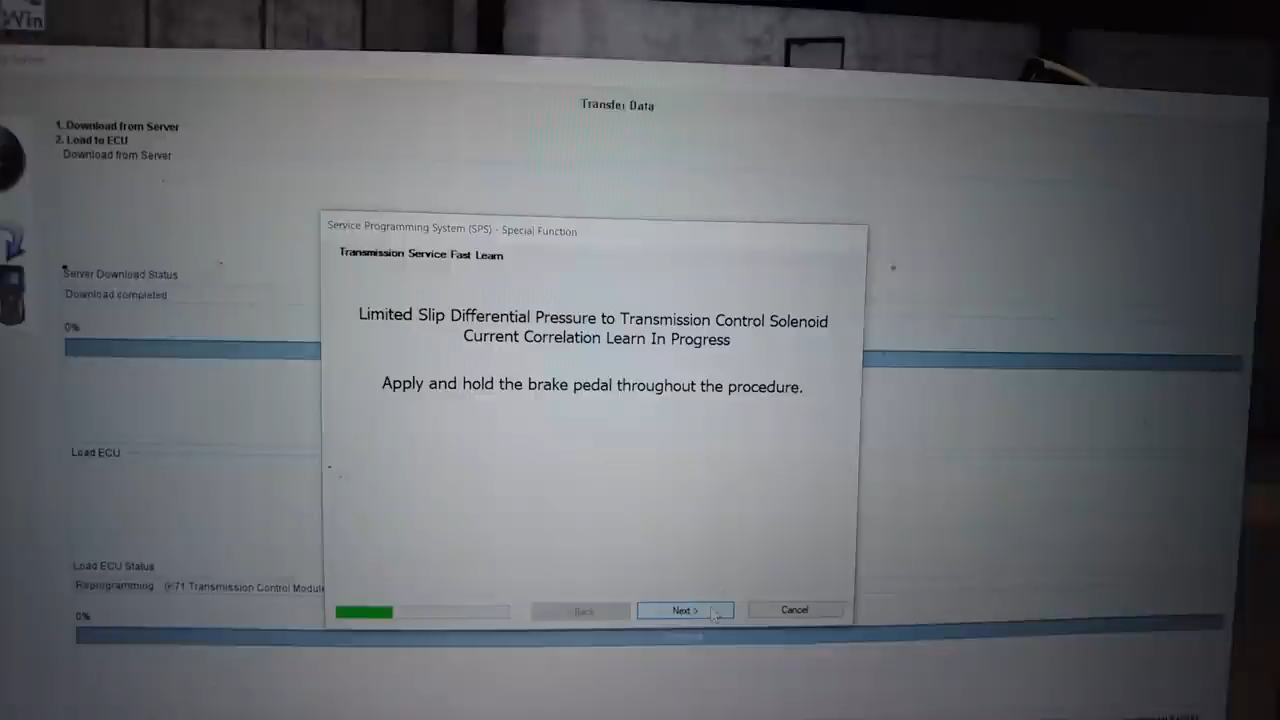 Win
Transfer Data
1. Download from Server
2. Load to ECU
Download from Server
Service Programming System (SPS) - Special Function
Transmission Service Fast Learn
Server Download Status
Download completed
Limited Slip Differential Pressure to Transmission Control Solenoid
Current Correlation Learn In Progress
0%
Apply and hold the brake pedal throughout the procedure.
Load ECU
Load ECU Status
Reprogramming (K71 Transmission Control Module
0%
Back
Next >
Cancel